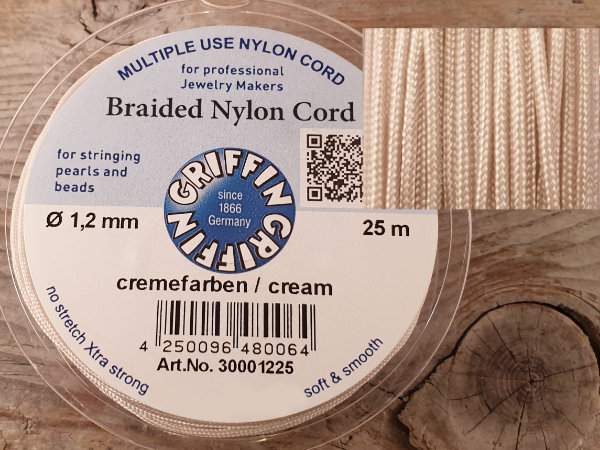 MULTIPLE USE NYLON CORD
for professional
Jewelry Makers
Braided Nylon Cord
for stringing
pearls and
beads
GRIFFIN GRIFFIN
since
1866
Germany
Ø 1,2 mm
25 m
cremefarben / cream
4 250096 480064
Art.No. 30001225
no stretch Xtra strong
soft & smooth